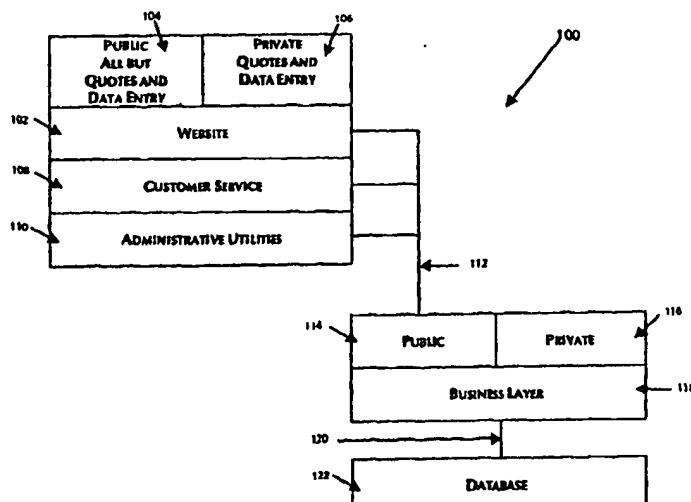 104
106
100
PUBLIC
ALL BUT
QUOTES AND
DATA ENTRY
PRIVATE
QUOTES AND
DATA ENTRY
102
WEBSITE
108
CUSTOMER SERVICE
110
ADMINISTRATIVE UTILITIES
112
114
116
PUBLIC
PRIVATE
BUSINESS LAYER
120
122
DATABASE